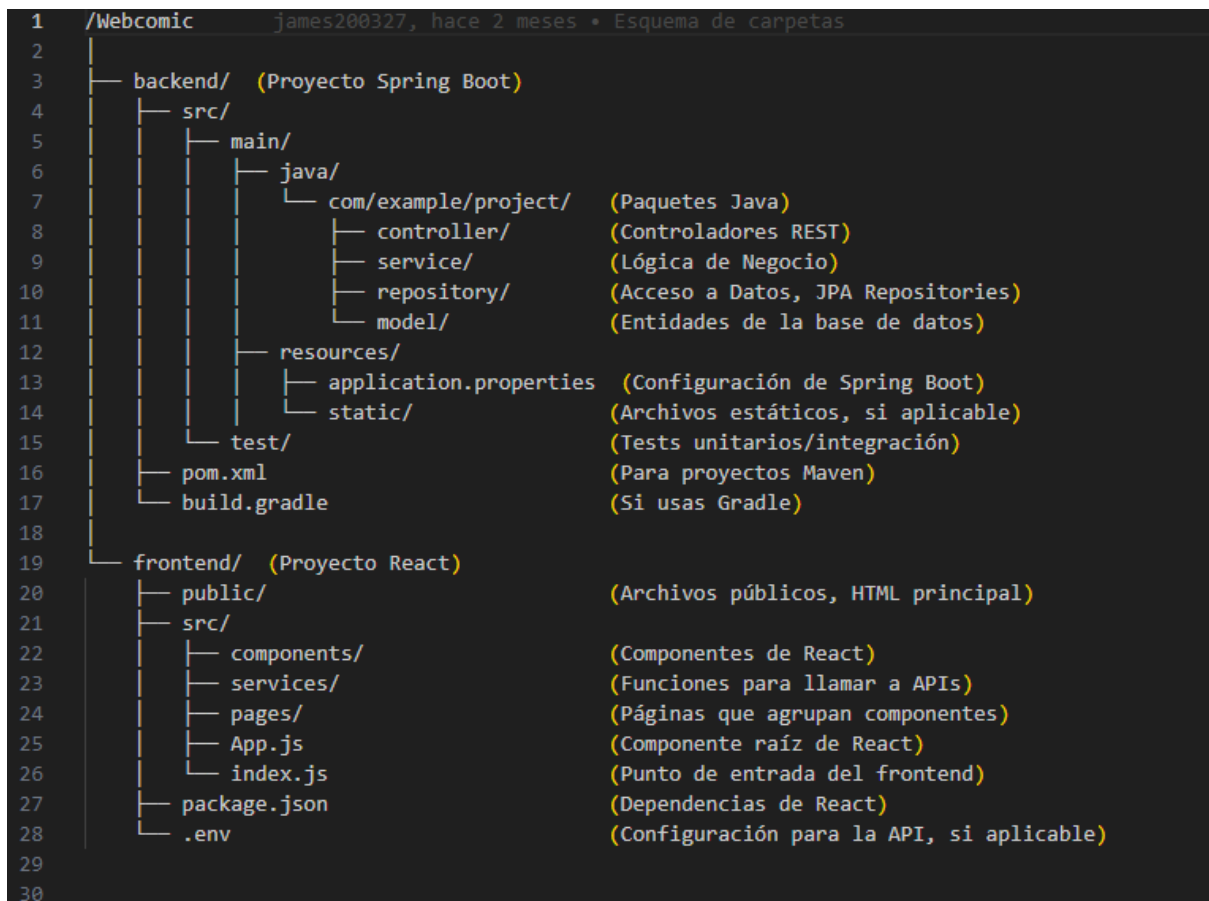 1 /Webcomic james200327, hace 2 meses • Esquema de carpetas
2 │
3 ├── backend/ (Proyecto Spring Boot)
4 │   ├── src/
5 │   │   ├── main/
6 │   │   │   ├── java/
7 │   │   │   │   └── com/example/project/ (Paquetes Java)
8 │   │   │   │       ├── controller/ (Controladores REST)
9 │   │   │   │       ├── service/ (Lógica de Negocio)
10 │   │   │   │       ├── repository/ (Acceso a Datos, JPA Repositories)
11 │   │   │   │       └── model/ (Entidades de la base de datos)
12 │   │   │   ├── resources/
13 │   │   │   │   ├── application.properties (Configuración de Spring Boot)
14 │   │   │   │   └── static/ (Archivos estáticos, si aplicable)
15 │   │   └── test/ (Tests unitarios/integración)
16 │   ├── pom.xml (Para proyectos Maven)
17 │   └── build.gradle (Si usas Gradle)
18 │
19 └── frontend/ (Proyecto React)
20     ├── public/ (Archivos públicos, HTML principal)
21     ├── src/
22     │   ├── components/ (Componentes de React)
23     │   ├── services/ (Funciones para llamar a APIs)
24     │   ├── pages/ (Páginas que agrupan componentes)
25     │   ├── App.js (Componente raíz de React)
26     │   └── index.js (Punto de entrada del frontend)
27     ├── package.json (Dependencias de React)
28     └── .env (Configuración para la API, si aplicable)
29
30